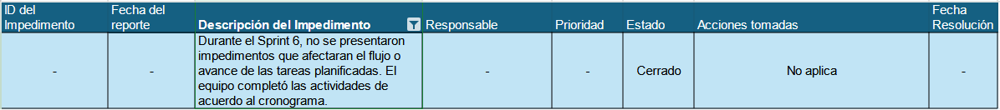 ID del Impedimento
Fecha del reporte
Descripción del Impedimento
Responsable
Prioridad
Estado
Acciones tomadas
Fecha Resolución
-
-
Durante el Sprint 6, no se presentaron
impedimentos que afectaran el flujo o
avance de las tareas planificadas. El
equipo completó las actividades de
acuerdo al cronograma.
-
-
Cerrado
No aplica
-